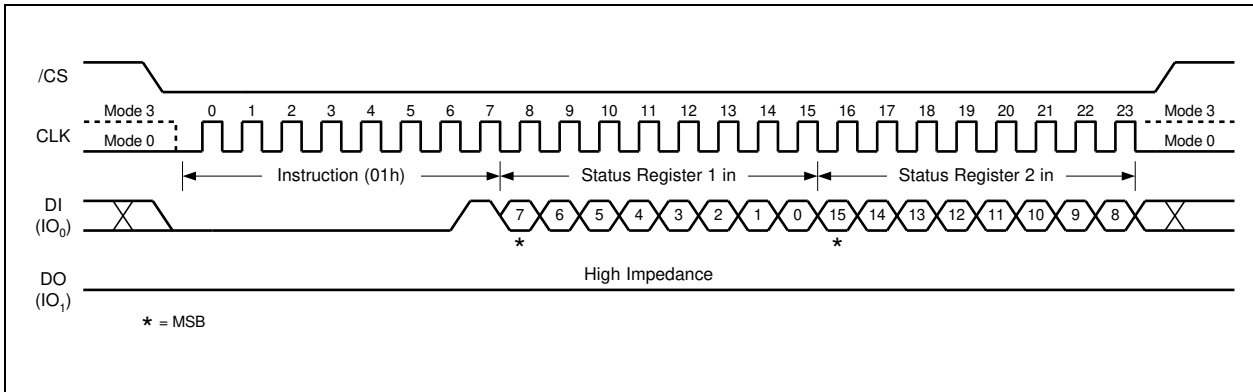 /CS
Mode 3 0 1 2 3 4 5 6 7 8 9 10 11 12 13 14 15 16 17 18 19 20 21 22 23 Mode 3
CLK
Mode 0 Mode 0
Instruction (01h) Status Register 1 in Status Register 2 in
DI
(IO0)
7 6 5 4 3 2 1 0 15 14 13 12 11 10 9 8
* *
High Impedance
DO
(IO1)
* = MSB